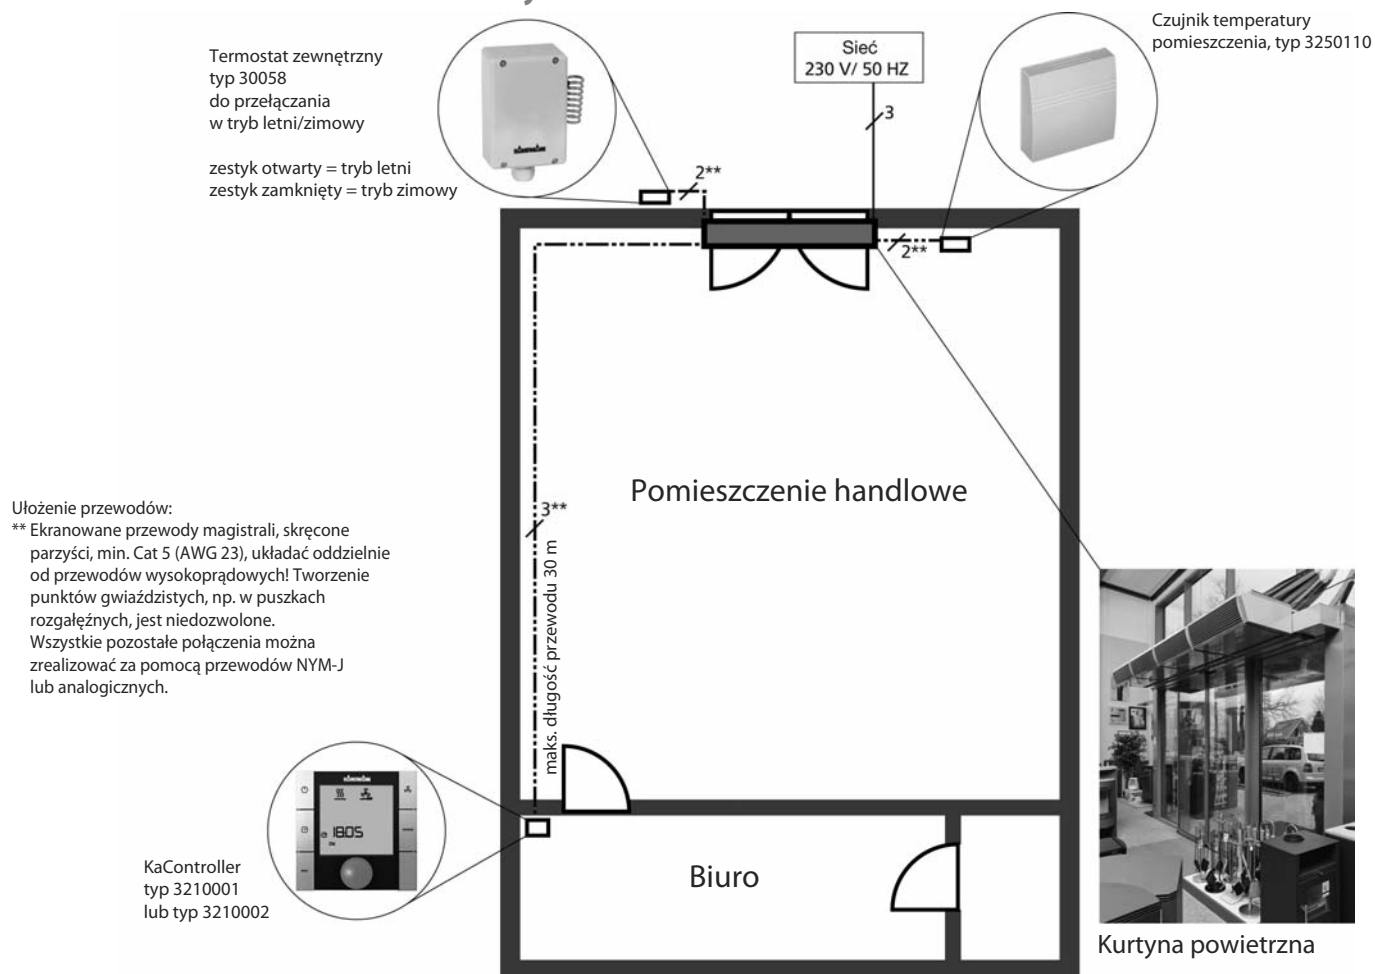 Termostat zewnętrzny
typ 30058
do przełączania
w tryb letni/zimowy
zestyk otwarty = tryb letni
zestyk zamknięty = tryb zimowy
Sieć
230 V/ 50 HZ
3
Czujnik temperatury
pomieszczenia, typ 3250110
2**
2**
Pomieszczenie handlowe
3**
maks. długość przewodu 30 m
Ułożenie przewodów:
** Ekranowane przewody magistrali, skręcone
parzyści, min. Cat 5 (AWG 23), układać oddzielnie
od przewodów wysokoprądowych! Tworzenie
punktów gwiaździstych, np. w puszkach
rozgałęźnych, jest niedozwolone.
Wszystkie pozostałe połączenia można
zrealizować za pomocą przewodów NYM-J
lub analogicznych.
18:05
KaController
typ 3210001
lub typ 3210002
Biuro
Kurtyna powietrzna